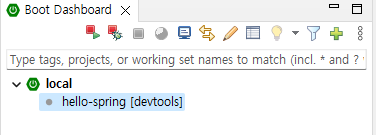 Boot Dashboard
Type tags, projects, or working set names to match (incl. * and ?
local
hello-spring [devtools]